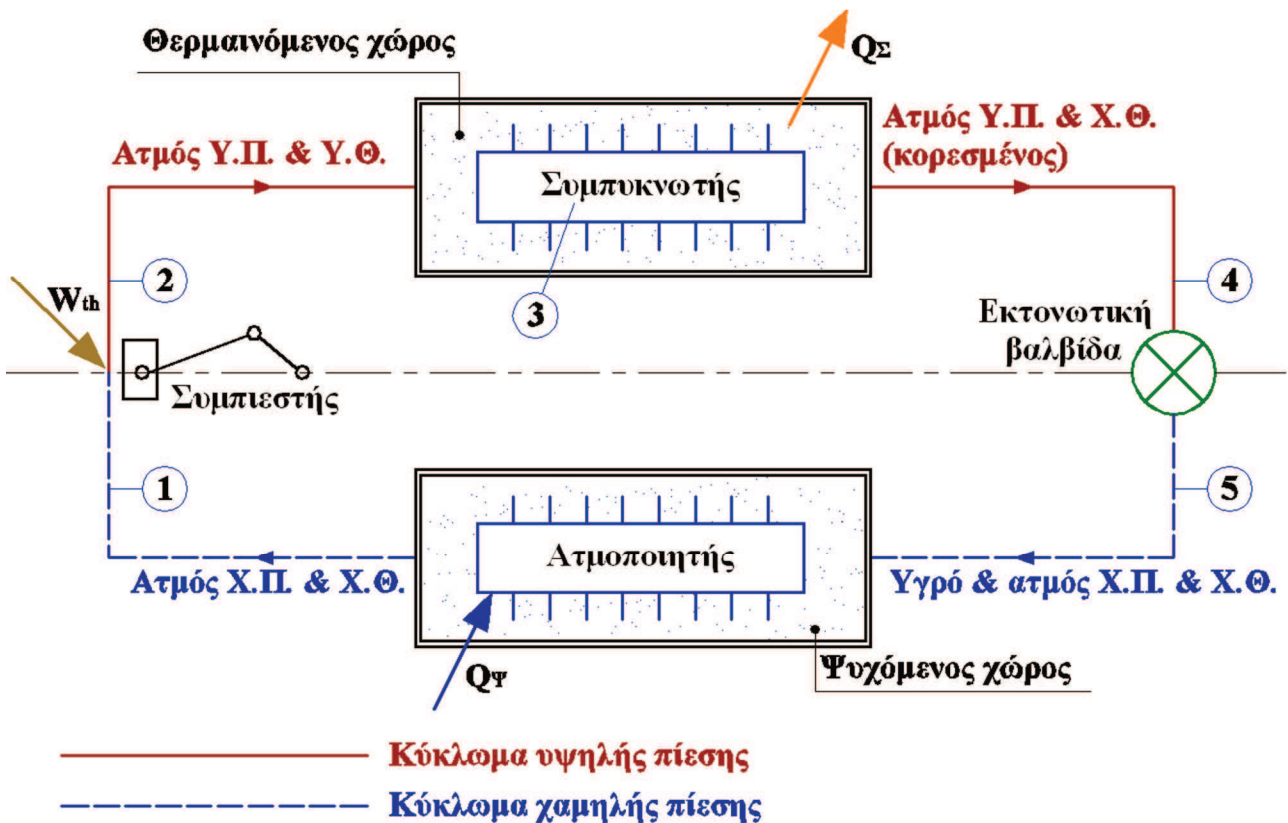 Θερμαινόμενος χώρος
QΣ
Ατμός Υ.Π. & Υ.Θ.
Ατμός Υ.Π. & Χ.Θ.
(κορεσμένος)
Συμπυκνωτής
2
3
4
Wth
Εκτονωτική
βαλβίδα
Συμπιεστής
1
5
Ατμοποιητής
Ατμός Χ.Π. & Χ.Θ.
Υγρό & ατμός Χ.Π. & Χ.Θ.
QΨ
Ψυχόμενος χώρος
Κύκλωμα υψηλής πίεσης
Κύκλωμα χαμηλής πίεσης